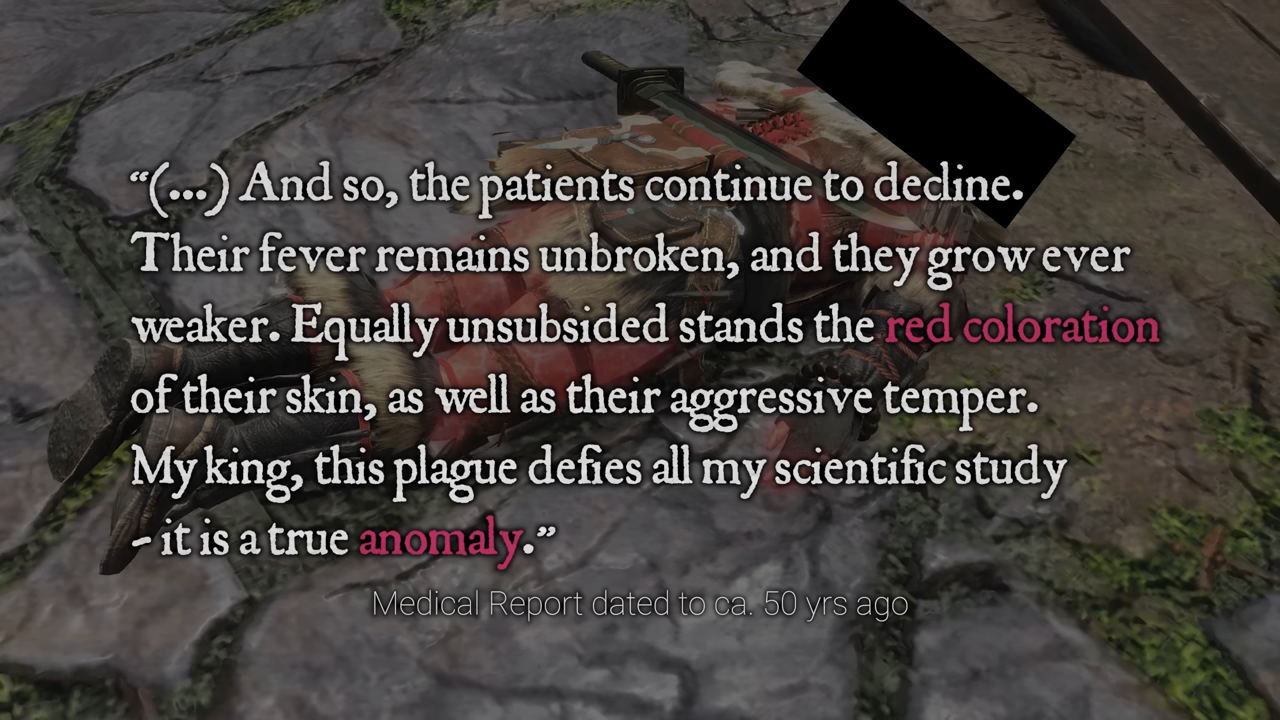 “(...) And so, the patients continue to decline.
Their fever remains unbroken, and they grow ever
weaker. Equally unsubsided stands the red coloration
of their skin, as well as their aggressive temper.
My king, this plague defies all my scientific study
- it is a true anomaly.”
Medical Report dated to ca. 50 yrs ago